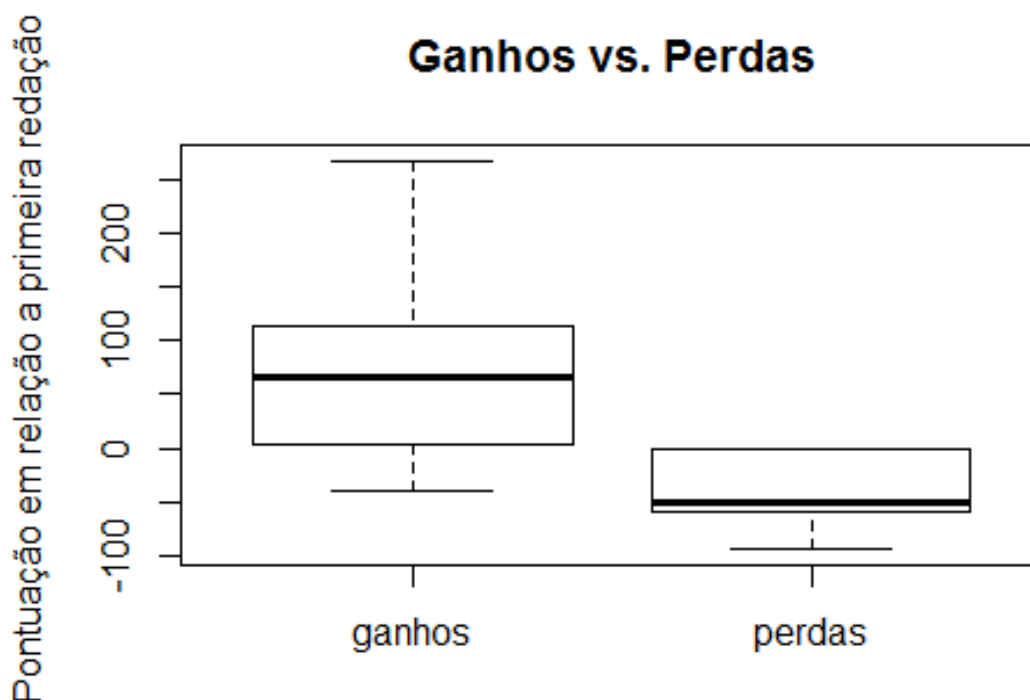 Ganhos vs. Perdas
Pontuação em relação a primeira redação
200
100
0
-100
ganhos
perdas